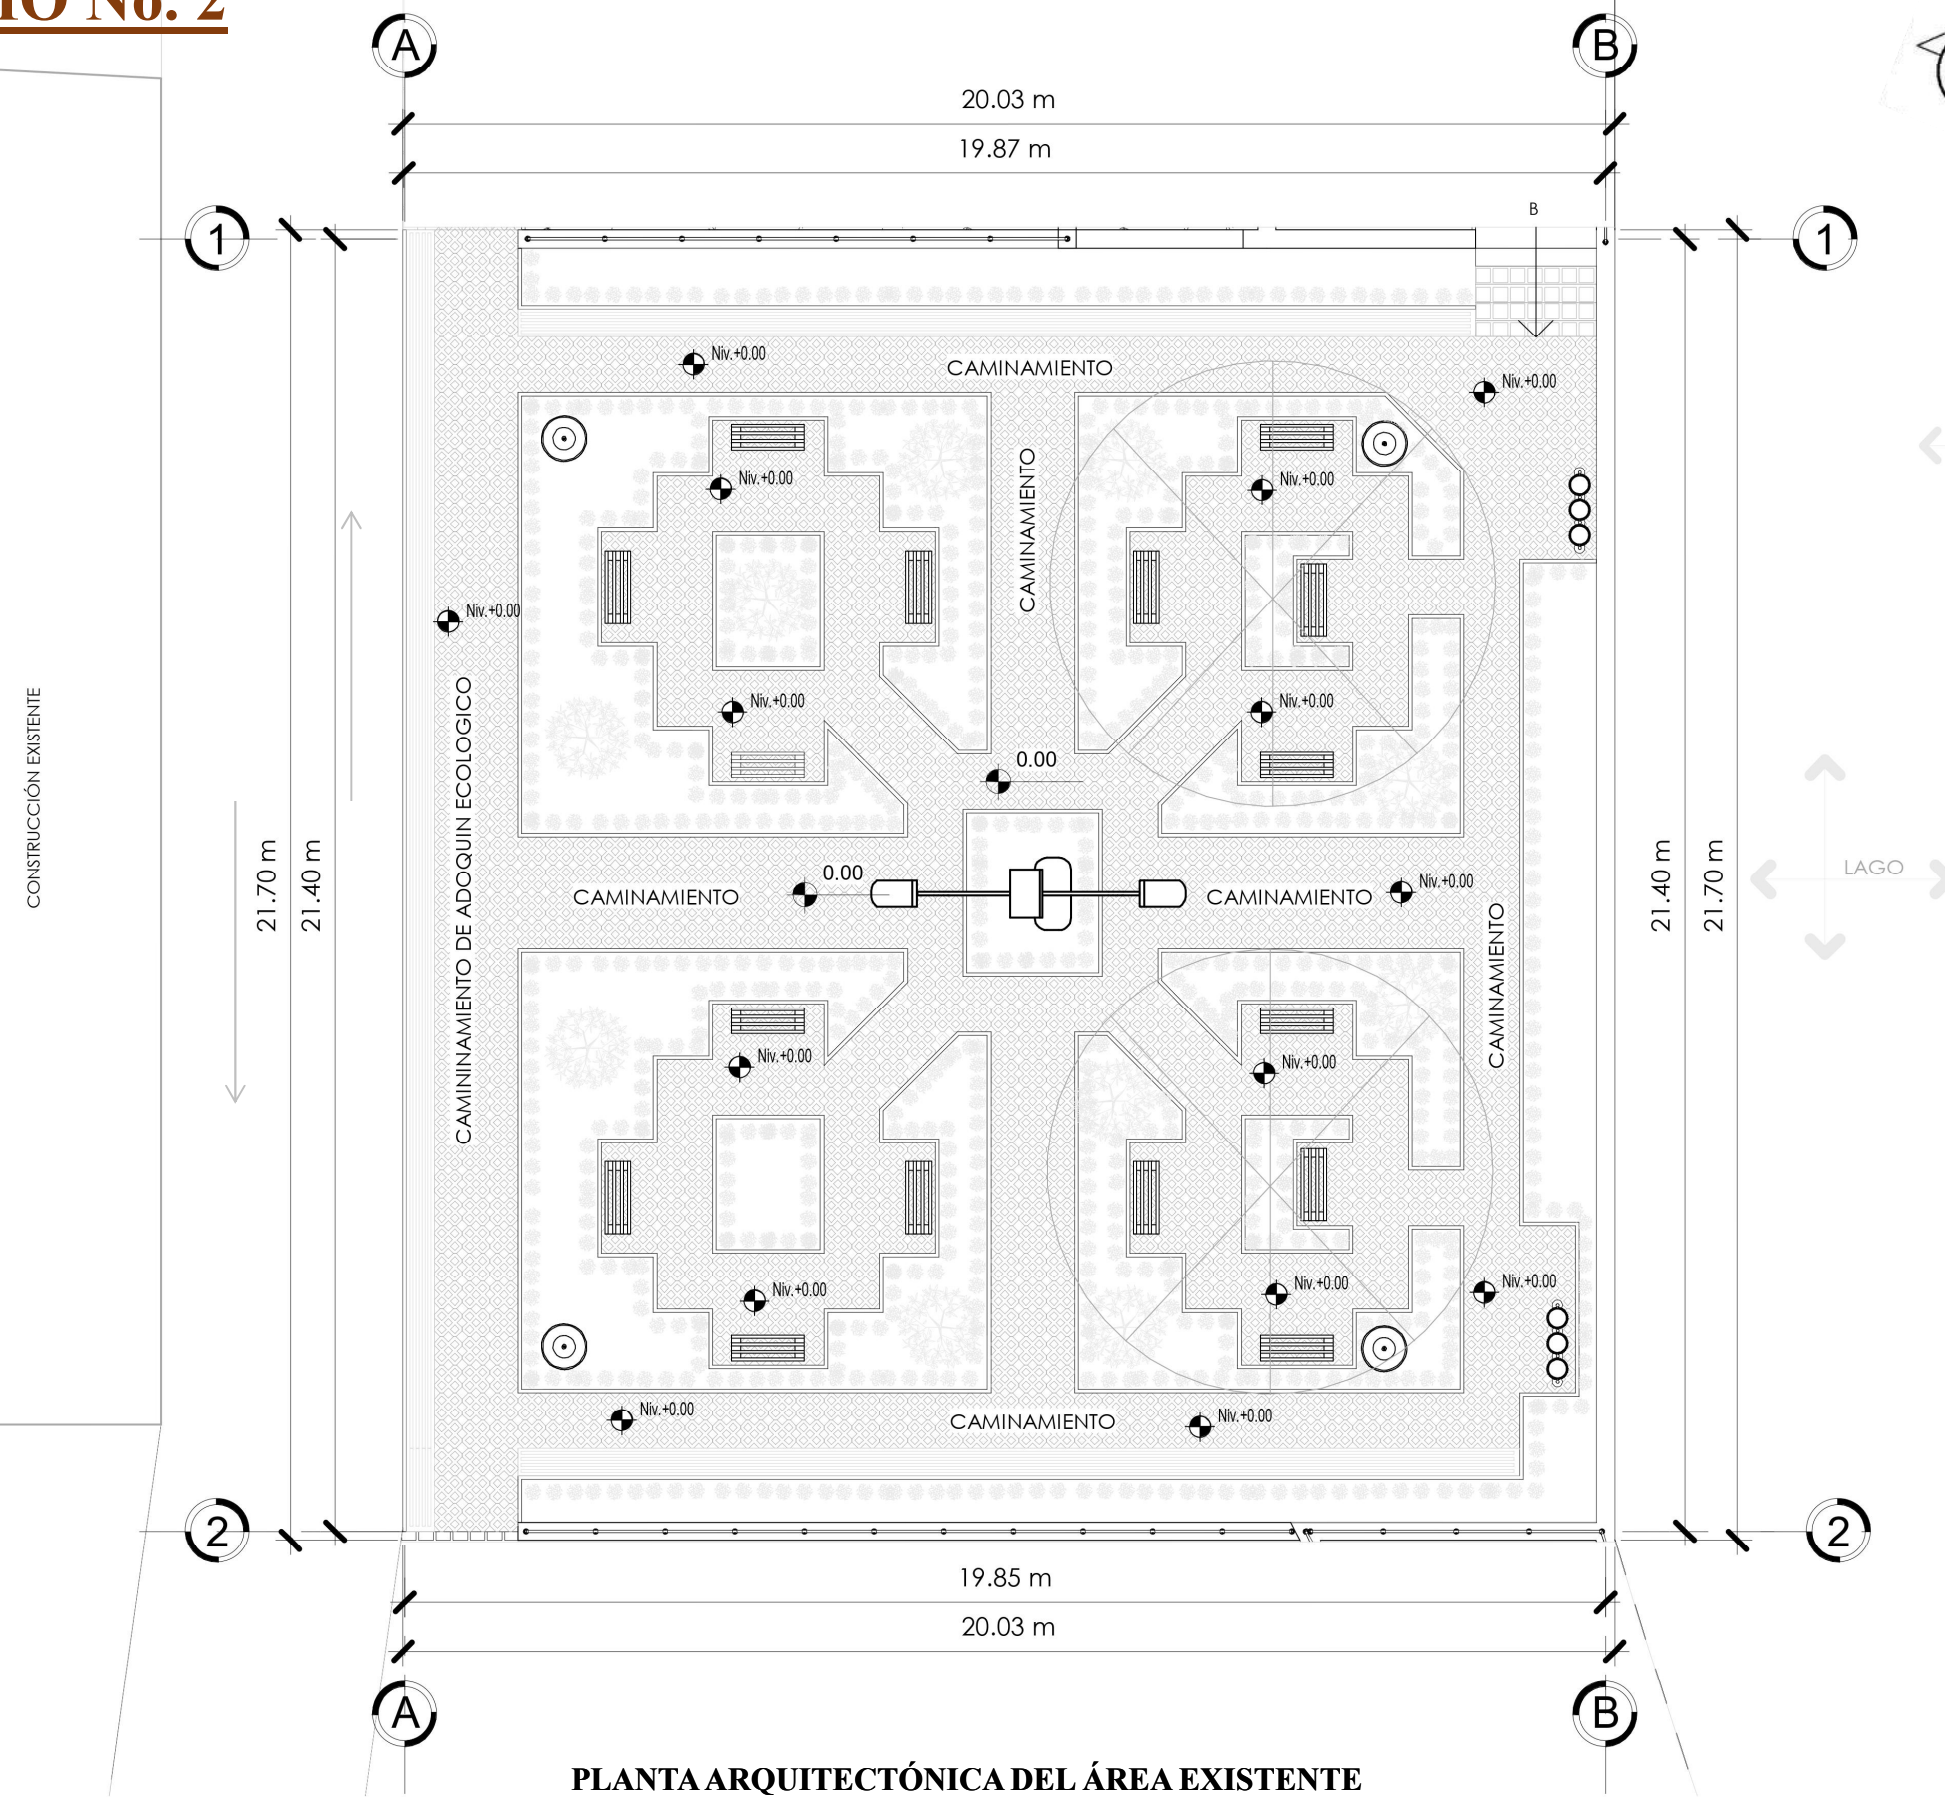 IO No. 2
A
B
20.03 m
19.87 m
1
B
1
Niv.+0.00
CAMINAMIENTO
Niv.+0.00
CAMINAMIENTO
Niv.+0.00
Niv.+0.00
Niv.+0.00
Niv.+0.00
Niv.+0.00
CONSTRUCCIÓN EXISTENTE
21.70 m
21.40 m
CAMININAMIENTO DE ADOQUIN ECOLOGICO
0.00
0.00
CAMINAMIENTO
CAMINAMIENTO
Niv.+0.00
CAMINAMIENTO
21.40 m
21.70 m
LAGO
Niv.+0.00
Niv.+0.00
Niv.+0.00
Niv.+0.00
Niv.+0.00
Niv.+0.00
CAMINAMIENTO
Niv.+0.00
2
2
19.85 m
20.03 m
A
B
PLANTA ARQUITECTÓNICA DEL ÁREA EXISTENTE